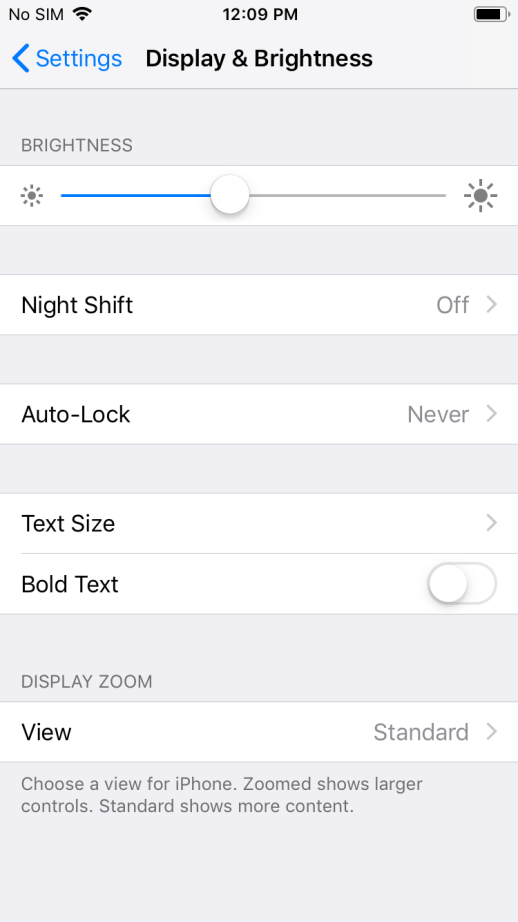 No SIM 12:09 PM
Settings Display & Brightness
BRIGHTNESS
Night Shift Off
Auto-Lock Never
Text Size
Bold Text
DISPLAY ZOOM
View Standard
Choose a view for iPhone. Zoomed shows larger
controls. Standard shows more content.